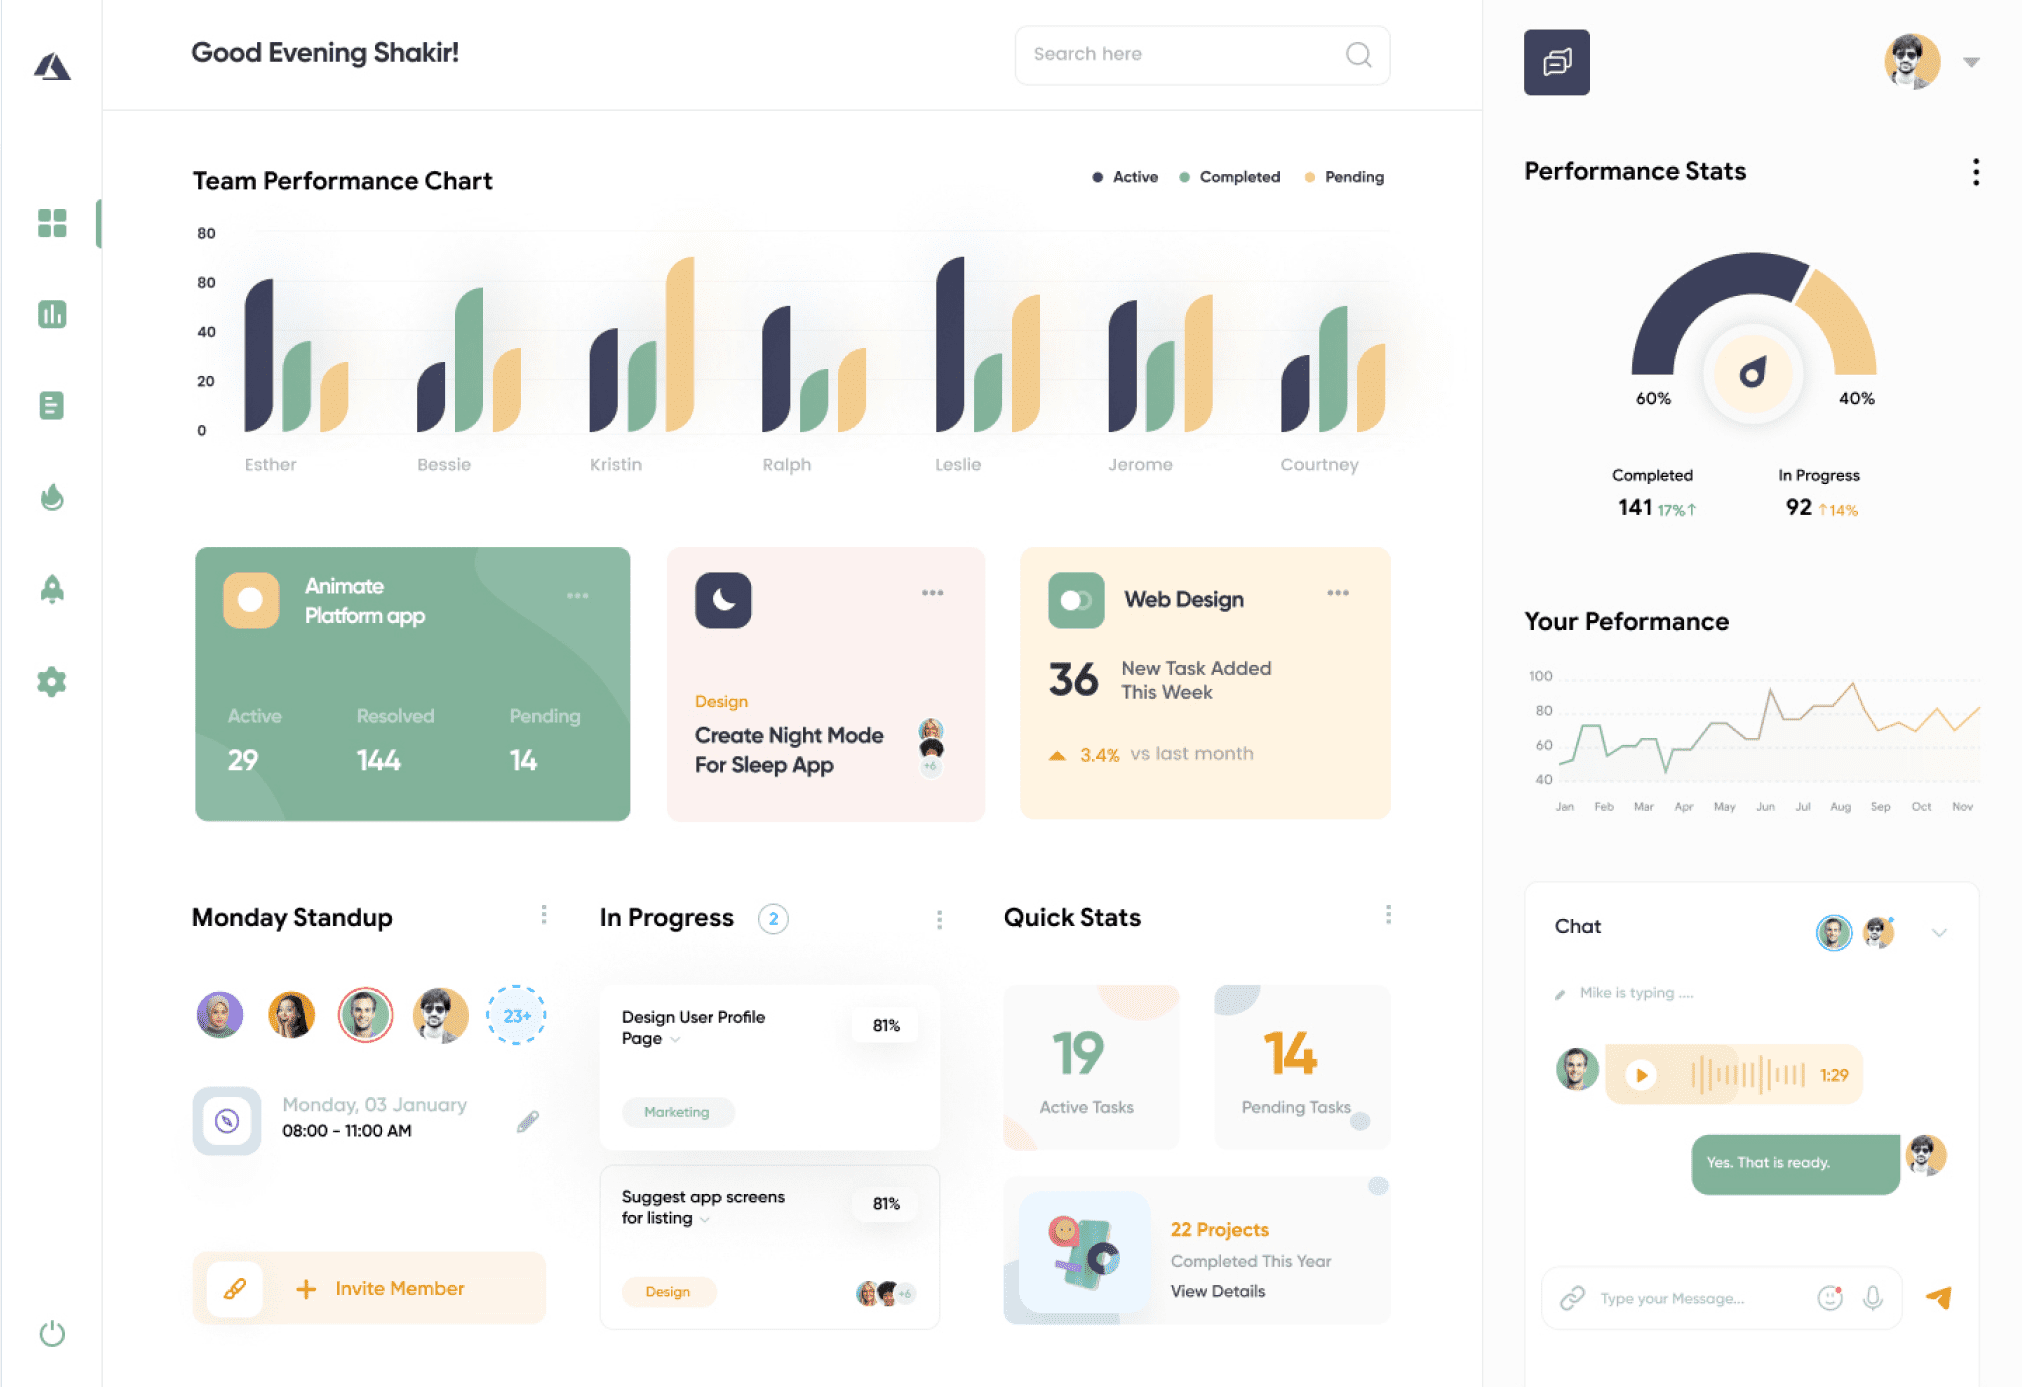 Good Evening Shakir!
Search here
Team Performance Chart
Active
Completed
Pending
80
80
40
20
0
Esther
Bessie
Kristin
Ralph
Leslie
Jerome
Courtney
Animate
Platform app
Active
Resolved
Pending
29
144
14
Design
Create Night Mode
For Sleep App
+6
Web Design
36
New Task Added
This Week
3.4% vs last month
Monday Standup
23+
Monday, 03 January
08:00 - 11:00 AM
+ Invite Member
In Progress 2
Design User Profile
Page
81%
Marketing
Suggest app screens
for listing
81%
Design
+6
Quick Stats
19
Active Tasks
14
Pending Tasks
22 Projects
Completed This Year
View Details
Performance Stats
60%
40%
Completed
141 17%↑
In Progress
92 ↑14%
Your Peformance
100
80
60
40
Jan
Feb
Mar
Apr
May
Jun
Jul
Aug
Sep
Oct
Nov
Chat
Mike is typing ....
1:29
Yes. That is ready.
Type your Message...